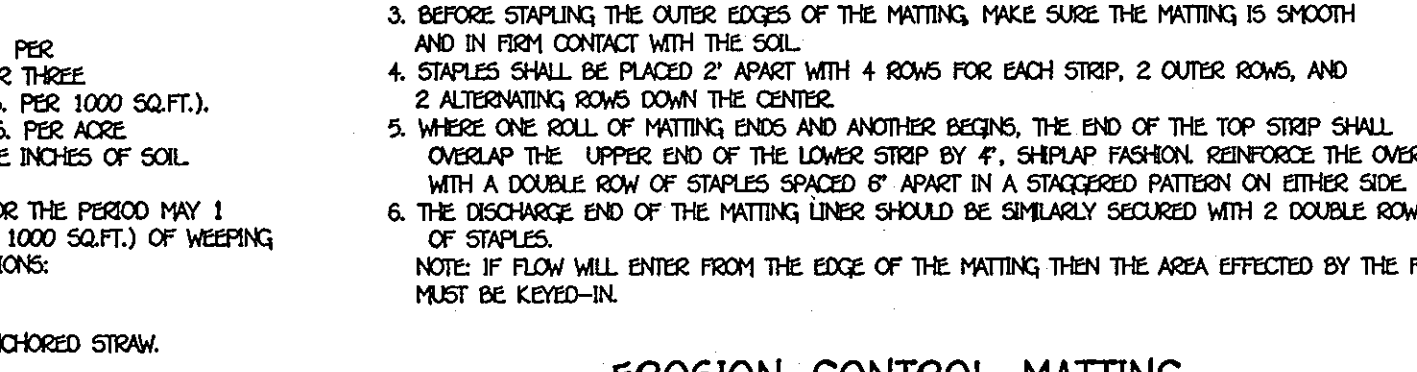 PER
R THREE
. PER 1000 SQ.FT.).
S. PER ACRE
E INCHES OF SOIL
OR THE PERIOD MAY 1
1000 SQ.FT.) OF WEEPING
IONS:
CHORED STRAW.
3. BEFORE STAPLING THE OUTER EDGES OF THE MATTING, MAKE SURE THE MATTING IS SMOOTH
AND IN FIRM CONTACT WITH THE SOIL.
4. STAPLES SHALL BE PLACED 2' APART WITH 4 ROWS FOR EACH STRIP, 2 OUTER ROWS, AND
2 ALTERNATING ROWS DOWN THE CENTER.
5. WHERE ONE ROLL OF MATTING ENDS AND ANOTHER BEGINS, THE END OF THE TOP STRIP SHALL
OVERLAP THE UPPER END OF THE LOWER STRIP BY 4", SHIPLAP FASHION. REINFORCE THE OVER
WITH A DOUBLE ROW OF STAPLES SPACED 6" APART IN A STAGGERED PATTERN ON EITHER SIDE.
6. THE DISCHARGE END OF THE MATTING LINER SHOULD BE SIMILARLY SECURED WITH 2 DOUBLE ROW
OF STAPLES.
NOTE: IF FLOW WILL ENTER FROM THE EDGE OF THE MATTING THEN THE AREA EFFECTED BY THE F
MUST BE KEYED-IN.
EROSION CONTROL MATTING